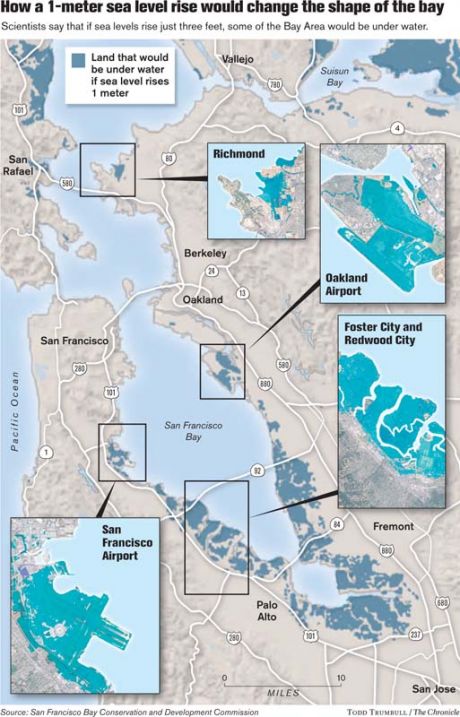 How a 1-meter sea level rise would change the shape of the bay
Scientists say that if sea levels rise just three feet, some of the Bay Area would be under water.
Land that would
be under water
if sea level rises
1 meter
Vallejo
Suisun
Bay
780
101
4
San
Rafael
80
580
Richmond
Berkeley
24
13
Oakland
Oakland
Airport
San Francisco
280
101
580
880
Foster City and
Redwood City
Pacific Ocean
San Francisco
Bay
1
92
84
Fremont
880
San
Francisco
Airport
680
Palo
Alto
280
101
237
0
10
MILES
San Jose
Source: San Francisco Bay Conservation and Development Commission
TODD TRUMBULL / The Chronicle